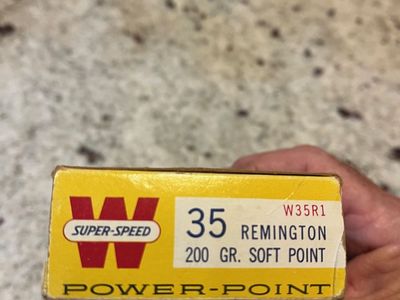 W
SUPER-SPEED
W35R1
35 REMINGTON
200 GR. SOFT POINT
POWER-POINT